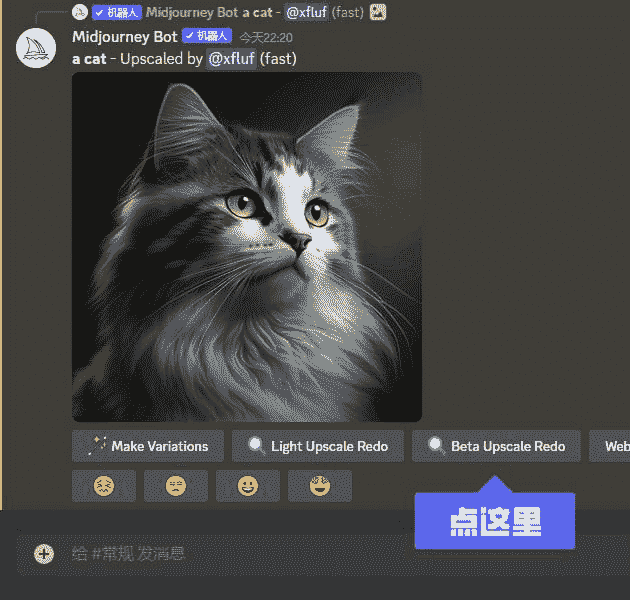 ✓ 机器人 Midjourney Bot a cat - @xfluf (fast)
Midjourney Bot ✓ 机器人 今天22:20
a cat - Upscaled by @xfluf (fast)
Make Variations Light Upscale Redo Beta Upscale Redo Web
点这里
给 #常规 发消息